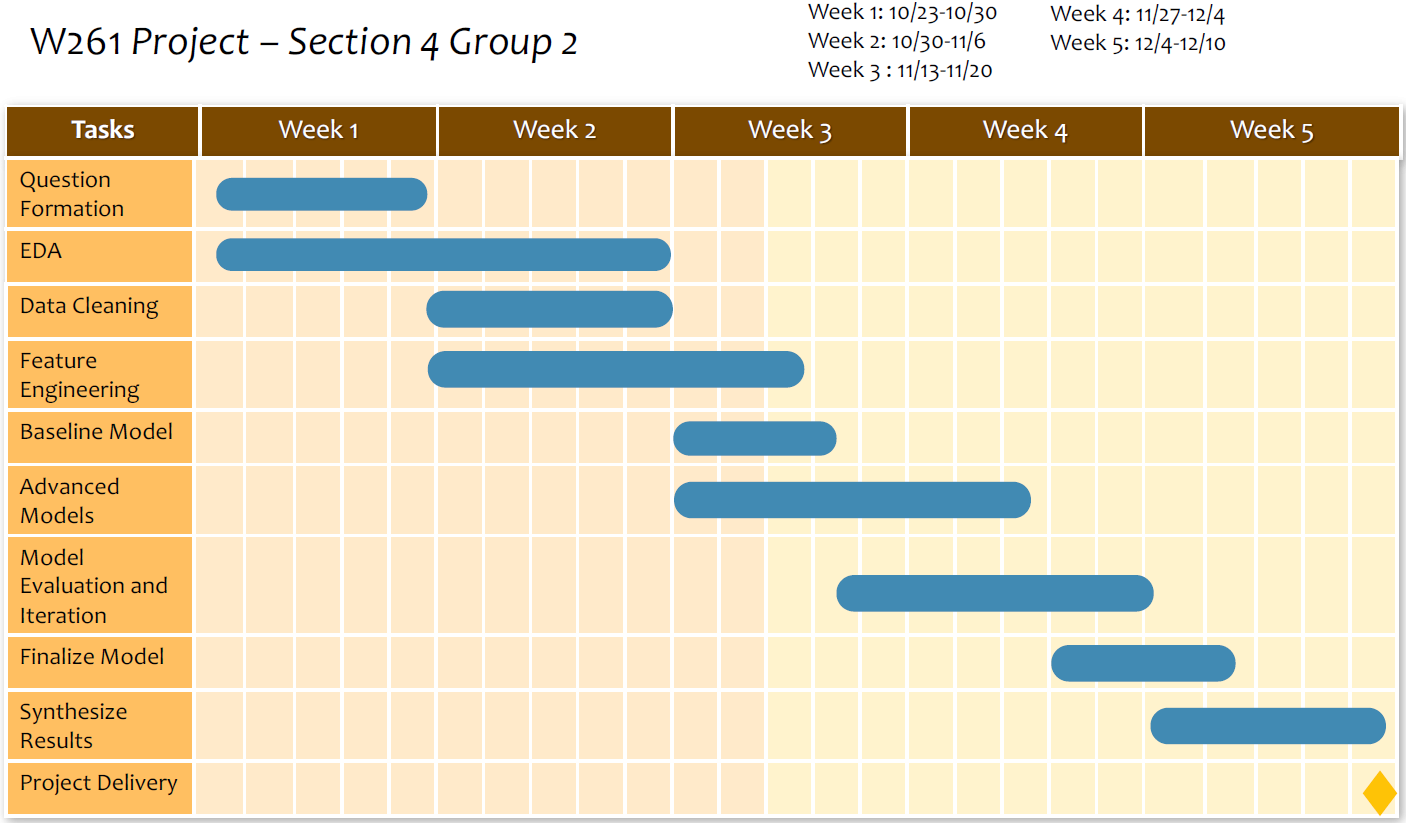 W261 Project – Section 4 Group 2
Week 1: 10/23-10/30
Week 2: 10/30-11/6
Week 3 : 11/13-11/20
Week 4: 11/27-12/4
Week 5: 12/4-12/10
Tasks Week 1 Week 2 Week 3 Week 4 Week 5
Question
Formation
EDA
Data Cleaning
Feature
Engineering
Baseline Model
Advanced
Models
Model
Evaluation and
Iteration
Finalize Model
Synthesize
Results
Project Delivery